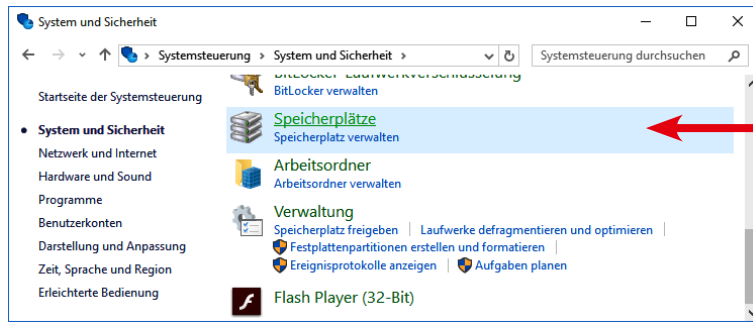 System und Sicherheit
Systemsteuerung > System und Sicherheit >
Systemsteuerung durchsuchen
Startseite der Systemsteuerung
System und Sicherheit
Netzwerk und Internet
Hardware und Sound
Programme
Benutzerkonten
Darstellung und Anpassung
Zeit, Sprache und Region
Erleichterte Bedienung
BitLocker-Laufwerkverschlüsselung
BitLocker verwalten
Speicherplätze
Speicherplatz verwalten
Arbeitsordner
Arbeitsordner verwalten
Verwaltung
Speicherplatz freigeben | Laufwerke defragmentieren und optimieren |
Festplattenpartitionen erstellen und formatieren |
Ereignisprotokolle anzeigen | Aufgaben planen
Flash Player (32-Bit)